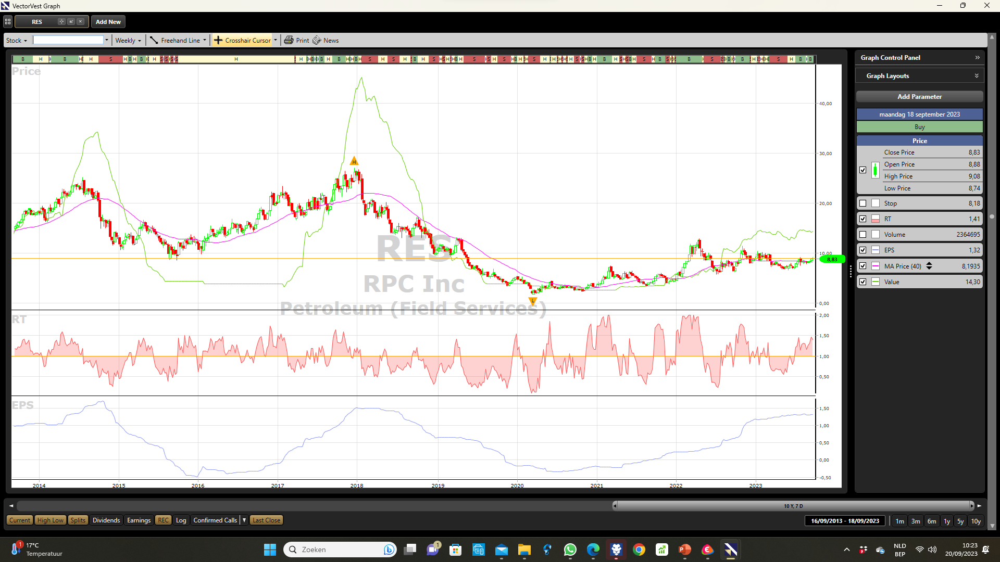 VectorVest Graph
RES
Add New
Stock
Weekly
Freehand Line
Crosshair Cursor
Print
News
Price
40,00
30,00
20,00
10,00
0,00
8,83
H
L
RES
RPC Inc
Petroleum (Field Services)
RT
2,00
1,50
1,00
0,50
EPS
1,50
1,00
0,50
0,00
-0,50
2014 2015 2016 2017 2018 2019 2020 2021 2022 2023
Graph Control Panel
Graph Layouts
Add Parameter
maandag 18 september 2023
Buy
Price
Close Price 8,83
Open Price 8,88
High Price 9,08
Low Price 8,74
Stop 8,18
RT 1,41
Volume 2364695
EPS 1,32
MA Price (40) 8,1935
Value 14,30
10 Y, 7 D
Current High Low Splits Dividends Earnings REC Log Confirmed Calls Last Close
16/09/2013 - 18/09/2023 1m 3m 6m 1y 5y 10y
1
17°C
Temperatuur
Zoeken
1
NLD
BEP
10:23
20/09/2023